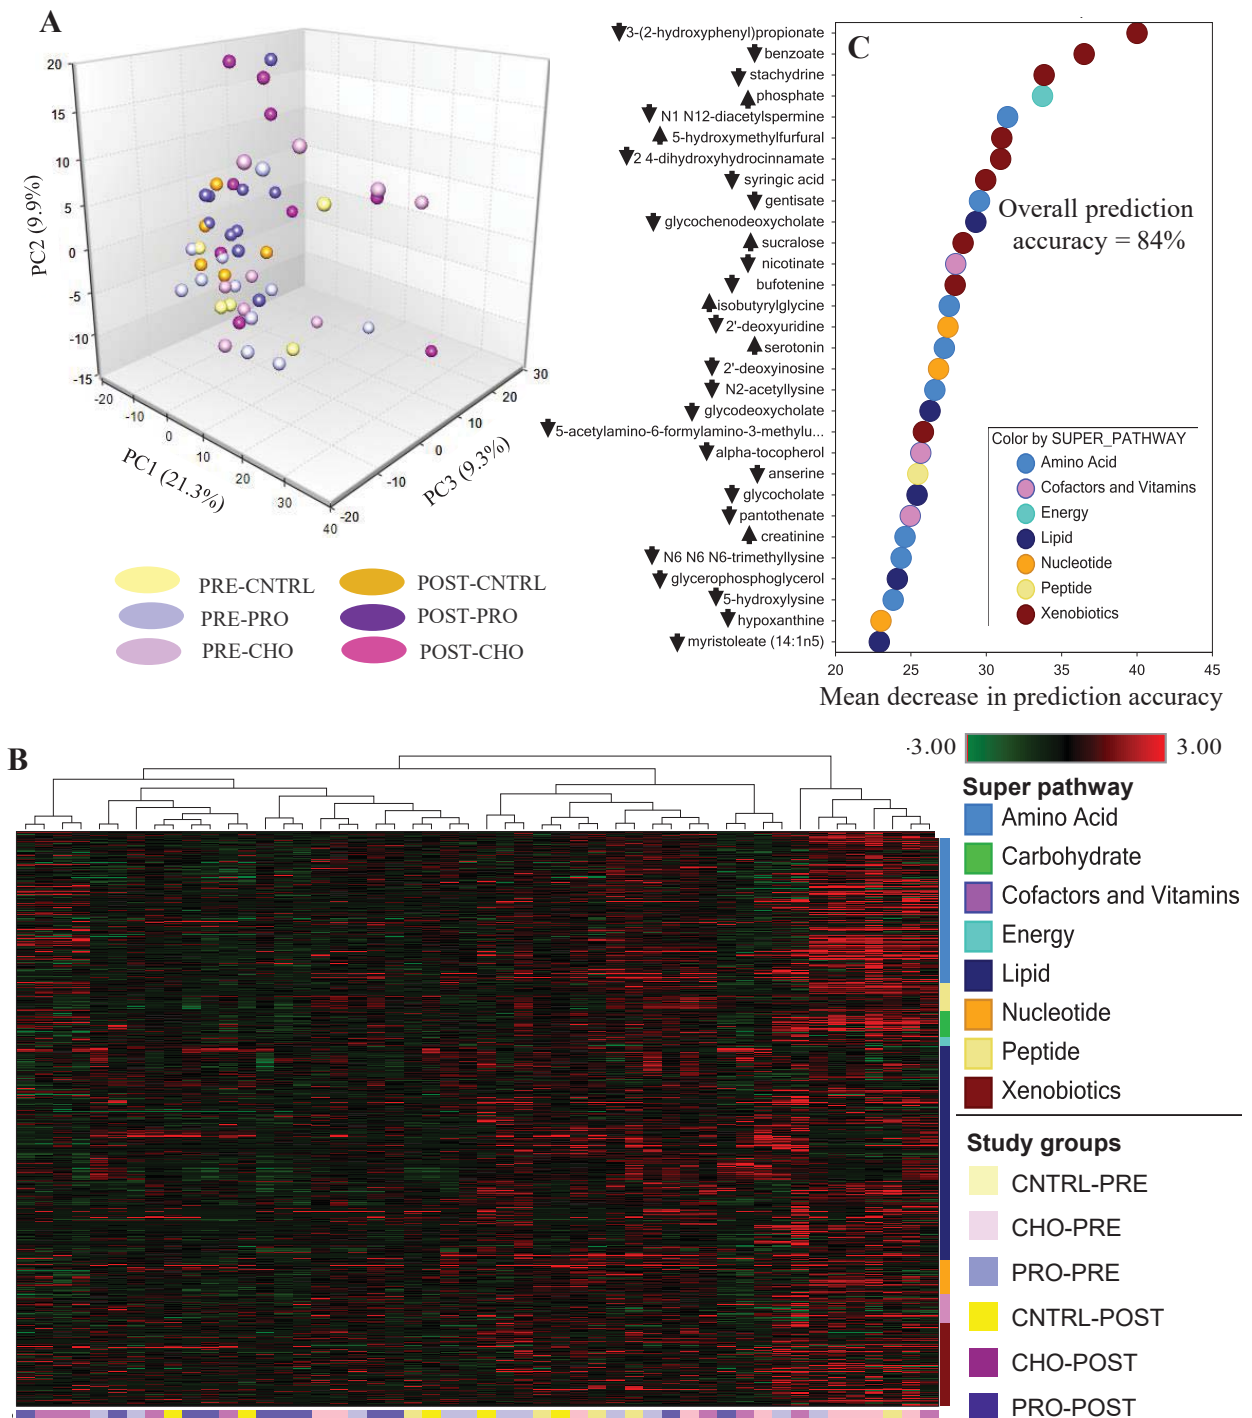 A
20
15
10
5
0
-5
-10
-15
PC2 (9.9%)
-20
-10
0
10
20
30
40
PC1 (21.3%)
-20
-10
0
10
20
30
PC3 (9.3%)
PRE-CNTRL
POST-CNTRL
PRE-PRO
POST-PRO
PRE-CHO
POST-CHO
C
3-(2-hydroxyphenyl)propionate
benzoate
stachydrine
phosphate
N1 N12-diacetylspermine
5-hydroxymethylfurfural
2 4-dihydroxyhydrocinnamate
syringic acid
gentisate
glycochenodeoxycholate
sucralose
nicotinate
bufotenine
isobutyrylglycine
2'-deoxyuridine
serotonin
2'-deoxyinosine
N2-acetyllysine
glycodeoxycholate
5-acetylamino-6-formylamino-3-methylu...
alpha-tocopherol
anserine
glycocholate
pantothenate
creatinine
N6 N6 N6-trimethyllysine
glycerophosphoglycerol
5-hydroxylysine
hypoxanthine
myristoleate (14:1n5)
Overall prediction
accuracy = 84%
Color by SUPER_PATHWAY
Amino Acid
Cofactors and Vitamins
Energy
Lipid
Nucleotide
Peptide
Xenobiotics
20 25 30 35 40 45
Mean decrease in prediction accuracy
B
-3.00 3.00
Super pathway
Amino Acid
Carbohydrate
Cofactors and Vitamins
Energy
Lipid
Nucleotide
Peptide
Xenobiotics
Study groups
CNTRL-PRE
CHO-PRE
PRO-PRE
CNTRL-POST
CHO-POST
PRO-POST